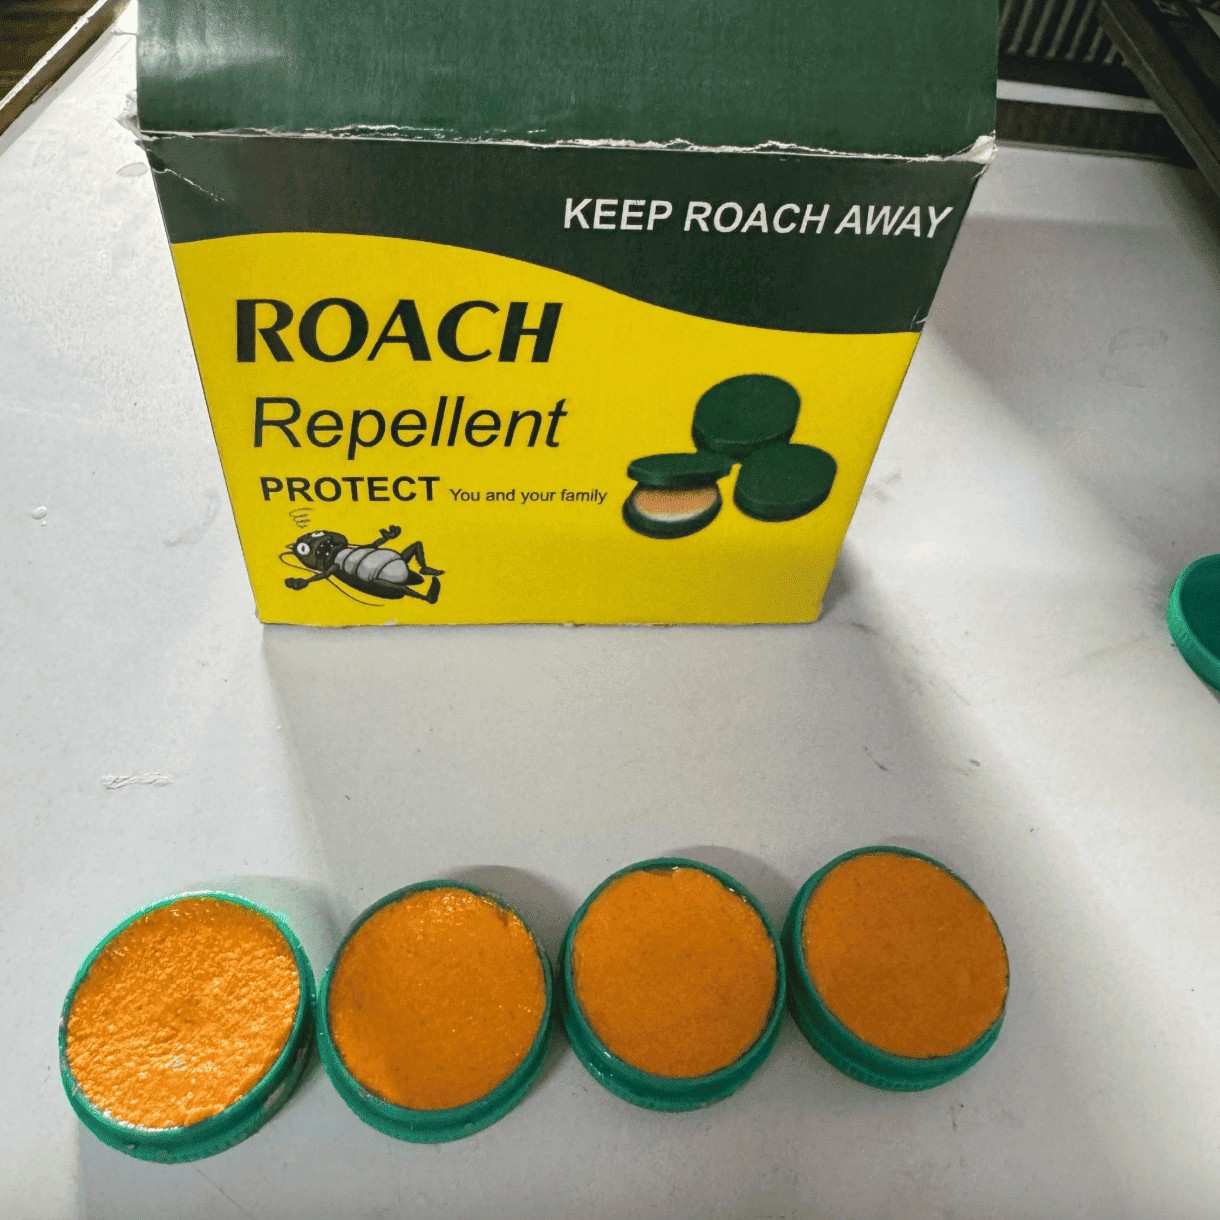 KEEP ROACH AWAY
ROACH
Repellent
PROTECT You and your family